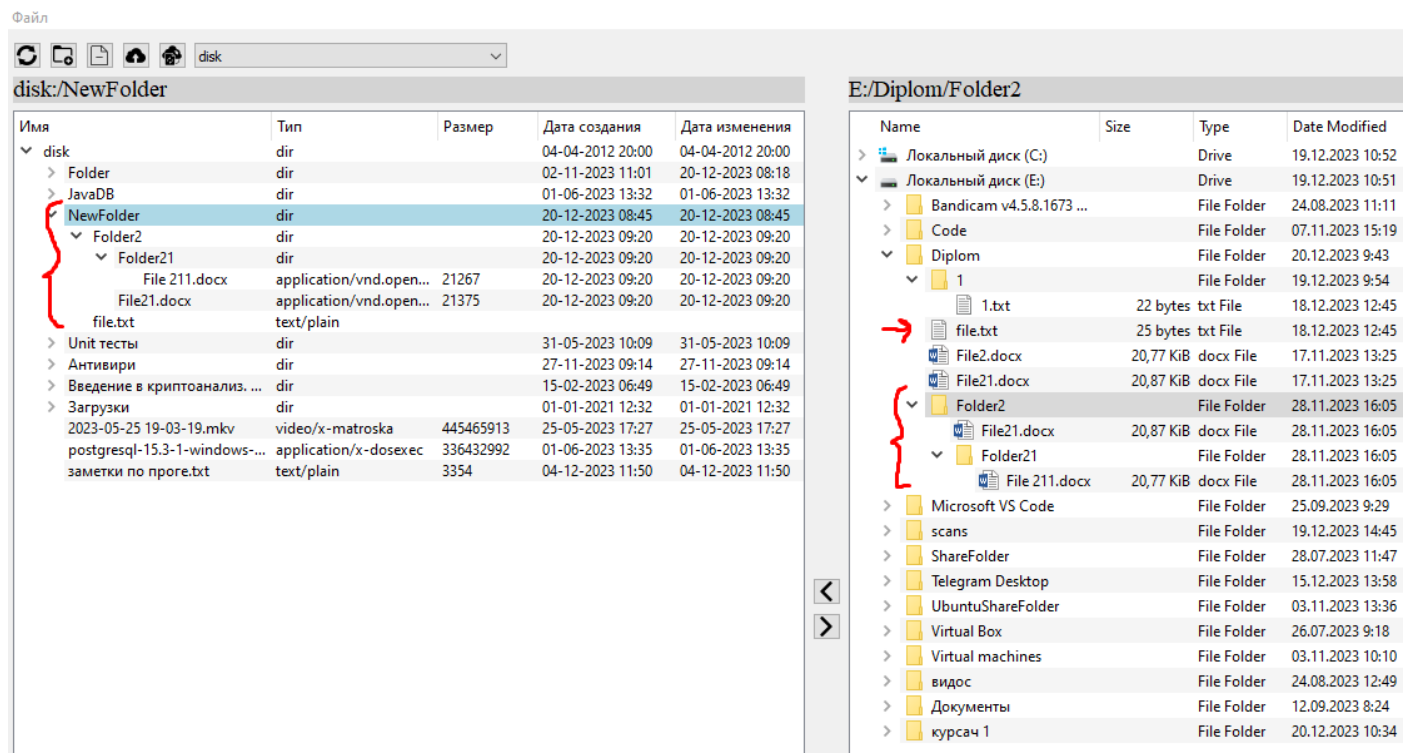 Файл
disk
disk:/NewFolder
Имя Тип Размер Дата создания Дата изменения
disk dir 04-04-2012 20:00 04-04-2012 20:00
Folder dir 02-11-2023 11:01 20-12-2023 08:18
JavaDB dir 01-06-2023 13:32 01-06-2023 13:32
NewFolder dir 20-12-2023 08:45 20-12-2023 08:45
Folder2 dir 20-12-2023 09:20 20-12-2023 09:20
Folder21 dir 20-12-2023 09:20 20-12-2023 09:20
File 211.docx application/vnd.open... 21267 20-12-2023 09:20 20-12-2023 09:20
File21.docx application/vnd.open... 21375 20-12-2023 09:20 20-12-2023 09:20
file.txt text/plain
Unit тесты dir 31-05-2023 10:09 31-05-2023 10:09
Антивири dir 27-11-2023 09:14 27-11-2023 09:14
Введение в криптоанализ. ... dir 15-02-2023 06:49 15-02-2023 06:49
Загрузки dir 01-01-2021 12:32 01-01-2021 12:32
2023-05-25 19-03-19.mkv video/x-matroska 445465913 25-05-2023 17:27 25-05-2023 17:27
postgresql-15.3-1-windows-... application/x-dosexec 336432992 01-06-2023 13:35 01-06-2023 13:35
заметки по проге.txt text/plain 3354 04-12-2023 11:50 04-12-2023 11:50
E:/Diplom/Folder2
Name Size Type Date Modified
Локальный диск (C:) Drive 19.12.2023 10:52
Локальный диск (E:) Drive 19.12.2023 10:51
Bandicam v4.5.8.1673 ... File Folder 24.08.2023 11:11
Code File Folder 07.11.2023 15:19
Diplom File Folder 20.12.2023 9:43
1 File Folder 19.12.2023 9:54
1.txt 22 bytes txt File 18.12.2023 12:45
file.txt 25 bytes txt File 18.12.2023 12:45
File2.docx 20,77 KiB docx File 17.11.2023 13:25
File21.docx 20,87 KiB docx File 17.11.2023 13:25
Folder2 File Folder 28.11.2023 16:05
File21.docx 20,87 KiB docx File 28.11.2023 16:05
Folder21 File Folder 28.11.2023 16:05
File 211.docx 20,77 KiB docx File 28.11.2023 16:05
Microsoft VS Code File Folder 25.09.2023 9:29
scans File Folder 19.12.2023 14:45
ShareFolder File Folder 28.07.2023 11:47
Telegram Desktop File Folder 15.12.2023 13:58
UbuntuShareFolder File Folder 03.11.2023 13:36
Virtual Box File Folder 26.07.2023 9:18
Virtual machines File Folder 03.11.2023 10:10
видос File Folder 24.08.2023 12:49
Документы File Folder 12.09.2023 8:24
курсач 1 File Folder 20.12.2023 10:34